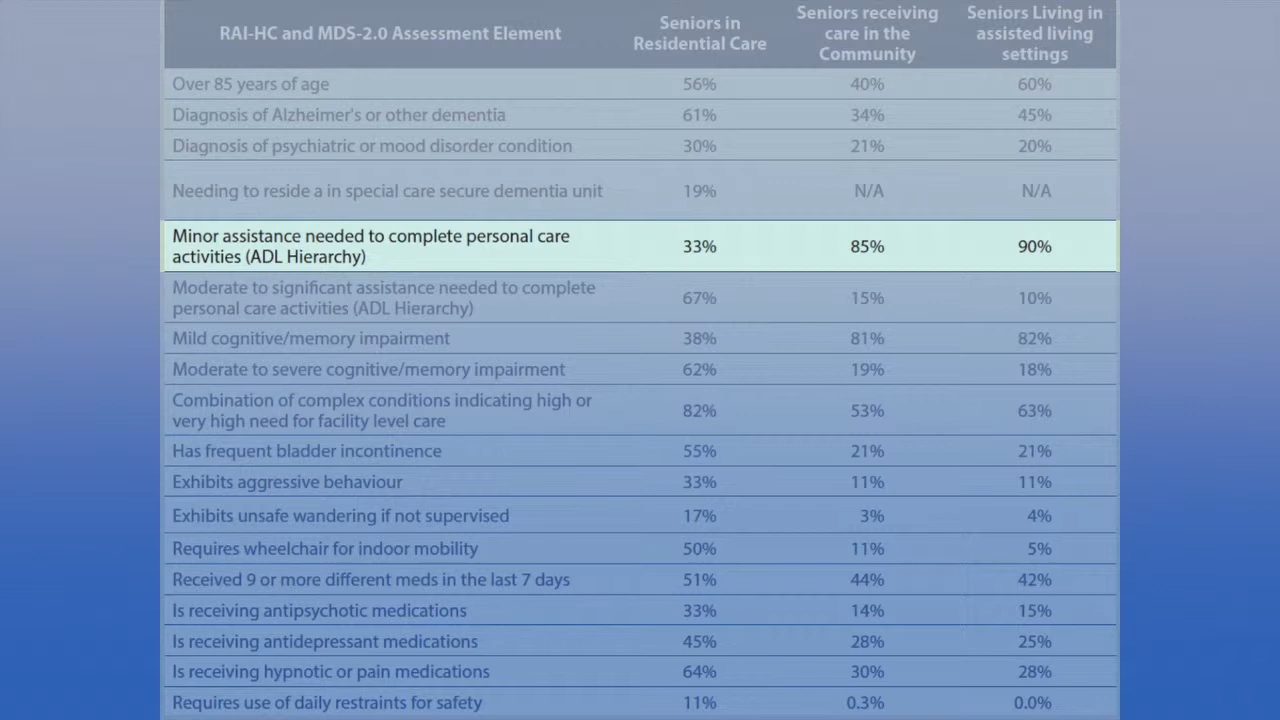 RAI-HC and MDS-2.0 Assessment Element Seniors in Residential Care Seniors receiving care in the Community Seniors Living in assisted living settings
Over 85 years of age 56% 40% 60%
Diagnosis of Alzheimer's or other dementia 61% 34% 45%
Diagnosis of psychiatric or mood disorder condition 30% 21% 20%
Needing to reside a in special care secure dementia unit 19% N/A N/A
Minor assistance needed to complete personal care
activities (ADL Hierarchy) 33% 85% 90%
Moderate to significant assistance needed to complete
personal care activities (ADL Hierarchy) 67% 15% 10%
Mild cognitive/memory impairment 38% 81% 82%
Moderate to severe cognitive/memory impairment 62% 19% 18%
Combination of complex conditions indicating high or
very high need for facility level care 82% 53% 63%
Has frequent bladder incontinence 55% 21% 21%
Exhibits aggressive behaviour 33% 11% 11%
Exhibits unsafe wandering if not supervised 17% 3% 4%
Requires wheelchair for indoor mobility 50% 11% 5%
Received 9 or more different meds in the last 7 days 51% 44% 42%
Is receiving antipsychotic medications 33% 14% 15%
Is receiving antidepressant medications 45% 28% 25%
Is receiving hypnotic or pain medications 64% 30% 28%
Requires use of daily restraints for safety 11% 0.3% 0.0%